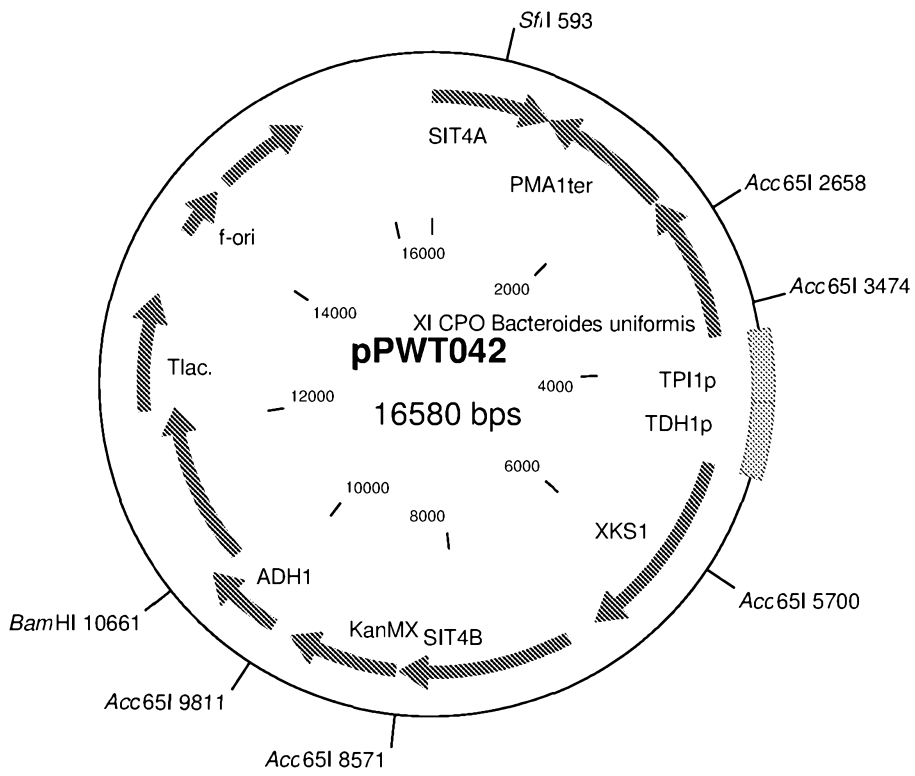 SfiI 593
SIT4A
PMA1ter
Acc65I 2658
f-ori
16000
2000
Acc65I 3474
14000
XI CPO Bacteroides uniformis
pPWT042
Tlac.
TPI1p
4000
12000
16580 bps
TDH1p
6000
10000
8000
XKS1
ADH1
Acc65I 5700
BamHI 10661
KanMX
SIT4B
Acc65I 9811
Acc65I 8571